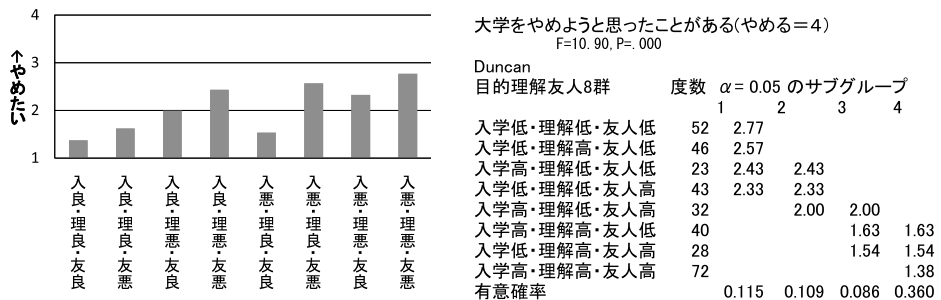 4
3
2
1
↑やめたい
入良・理良・友良
入良・理良・友悪
入良・理悪・友良
入良・理悪・友悪
入悪・理良・友良
入悪・理良・友悪
入悪・理悪・友良
入悪・理悪・友悪
大学をやめようと思ったことがある(やめる＝4)
F=10.90, P=.000
Duncan
目的理解友人8群 度数 α= 0.05 のサブグループ
1 2 3 4
入学低・理解低・友人低 52 2.77
入学低・理解高・友人低 46 2.57
入学高・理解低・友人低 23 2.43 2.43
入学低・理解低・友人高 43 2.33 2.33
入学高・理解低・友人高 32 2.00 2.00
入学高・理解高・友人低 40 1.63 1.63
入学低・理解高・友人高 28 1.54 1.54
入学高・理解高・友人高 72 1.38
有意確率 0.115 0.109 0.086 0.360